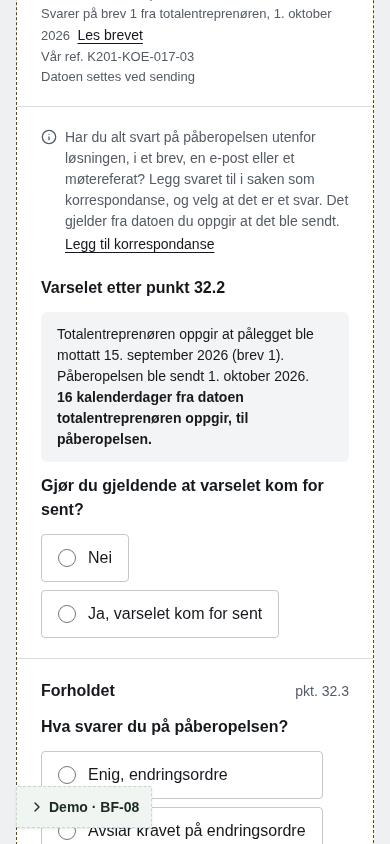 Svarer på brev 1 fra totalentreprenøren, 1. oktober
2026 Les brevet
Vår ref. K201-KOE-017-03
Datoen settes ved sending
Har du alt svart på påberopelsen utenfor
løsningen, i et brev, en e-post eller et
møtereferat? Legg svaret til i saken som
korrespondanse, og velg at det er et svar. Det
gjelder fra datoen du oppgir at det ble sendt.
Legg til korrespondanse
Varselet etter punkt 32.2
Totalentreprenøren oppgir at pålegget ble
mottatt 15. september 2026 (brev 1).
Påberopelsen ble sendt 1. oktober 2026.
16 kalenderdager fra datoen
totalentreprenøren oppgir, til
påberopelsen.
Gjør du gjeldende at varselet kom for
sent?
Nei
Ja, varselet kom for sent
Forholdet pkt. 32.3
Hva svarer du på påberopelsen?
Enig, endringsordre
Demo · BF-08
Avslår kravet på endringsordre